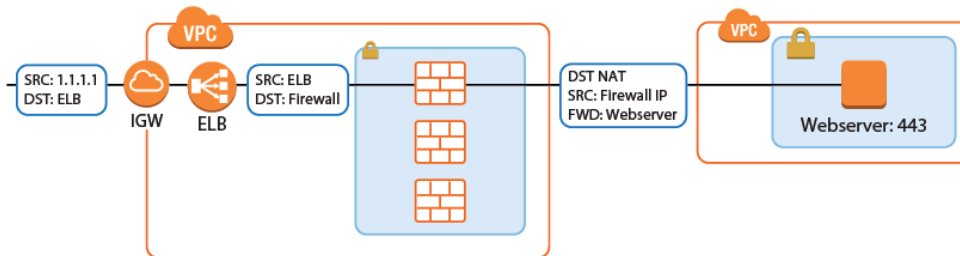 VPC
VPC
SRC: 1.1.1.1
DST: ELB
IGW
ELB
SRC: ELB
DST: Firewall
DST NAT
SRC: Firewall IP
FWD: Webserver
Webserver: 443